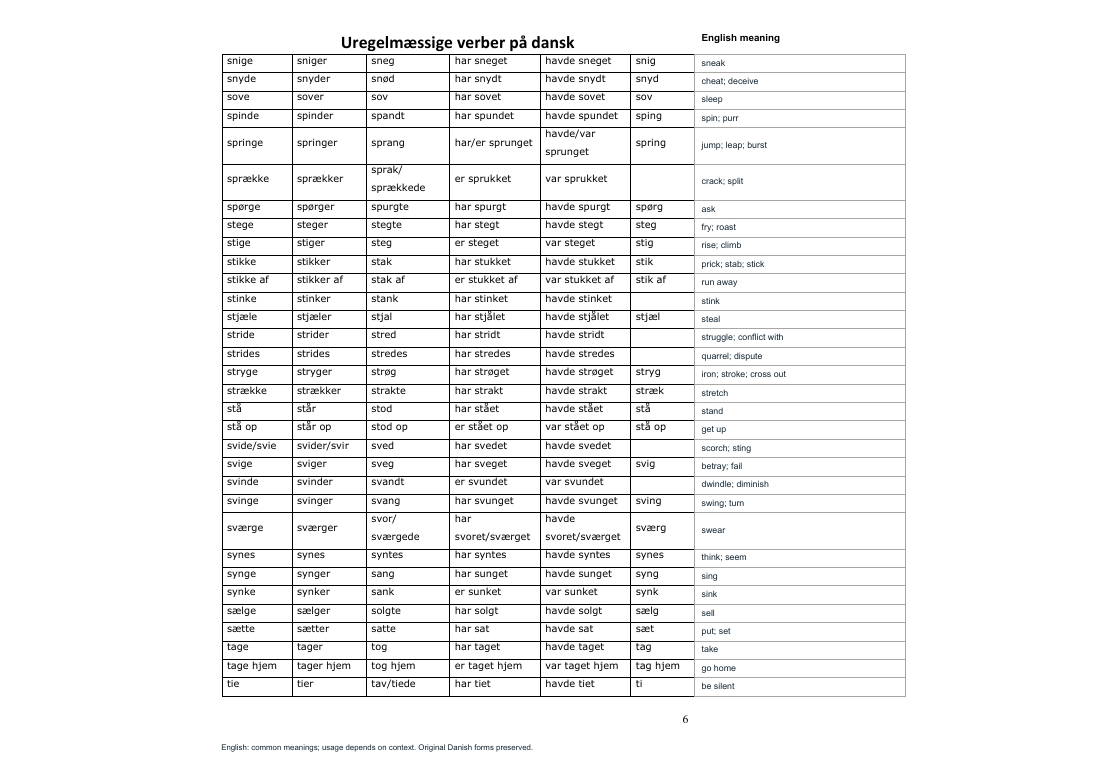 Uregelmæssige verber på dansk English meaning
snige sniger sneg har sneget havde sneget snig sneak
snyde snyder snød har snydt havde snydt snyd cheat; deceive
sove sover sov har sovet havde sovet sov sleep
spinde spinder spandt har spundet havde spundet sping spin; purr
springe springer sprang har/er sprunget havde/var sprunget spring jump; leap; burst
sprække sprækker sprak/ sprækkede er sprukket var sprukket crack; split
spørge spørger spurgte har spurgt havde spurgt spørg ask
stege steger stegte har stegt havde stegt steg fry; roast
stige stiger steg er steget var steget stig rise; climb
stikke stikker stak har stukket havde stukket stik prick; stab; stick
stikke af stikker af stak af er stukket af var stukket af stik af run away
stinke stinker stank har stinket havde stinket stink
stjæle stjæler stjal har stjålet havde stjålet stjæl steal
stride strider stred har stridt havde stridt struggle; conflict with
strides strides stredes har stredes havde stredes quarrel; dispute
stryge stryger strøg har strøget havde strøget stryg iron; stroke; cross out
strække strækker strakte har strakt havde strakt stræk stretch
stå står stod har stået havde stået stå stand
stå op står op stod op er stået op var stået op stå op get up
svide/svie svider/svir sved har svedet havde svedet scorch; sting
svige sviger sveg har sveget havde sveget svig betray; fail
svinde svinder svandt er svundet var svundet dwindle; diminish
svinge svinger svang har svunget havde svunget sving swing; turn
sværge sværger svor/ sværgede har svoret/sværget havde svoret/sværget sværg swear
synes synes syntes har syntes havde syntes synes think; seem
synge synger sang har sunget havde sunget syng sing
synke synker sank er sunket var sunket synk sink
sælge sælger solgte har solgt havde solgt sælg sell
sætte sætter satte har sat havde sat sæt put; set
tage tager tog har taget havde taget tag take
tage hjem tager hjem tog hjem er taget hjem var taget hjem tag hjem go home
tie tier tav/tiede har tiet havde tiet ti be silent
6
English: common meanings; usage depends on context. Original Danish forms preserved.